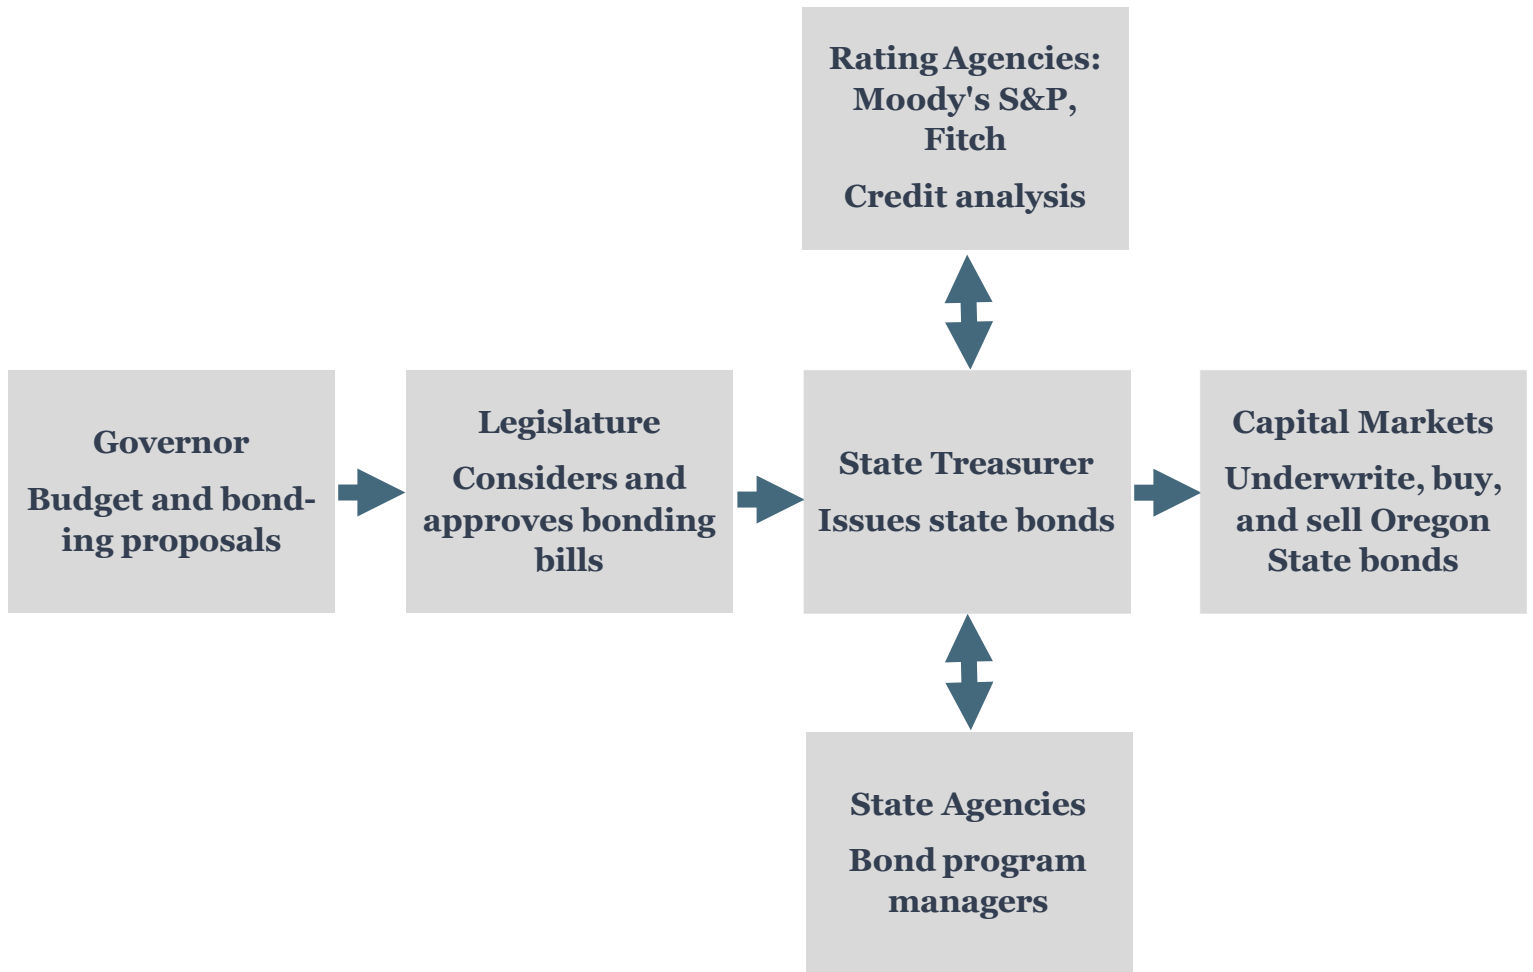 Rating Agencies:
Moody's S&P,
Fitch
Credit analysis
Governor
Budget and bond-
ing proposals
Legislature
Considers and
approves bonding
bills
State Treasurer
Issues state bonds
Capital Markets
Underwrite, buy,
and sell Oregon
State bonds
State Agencies
Bond program
managers